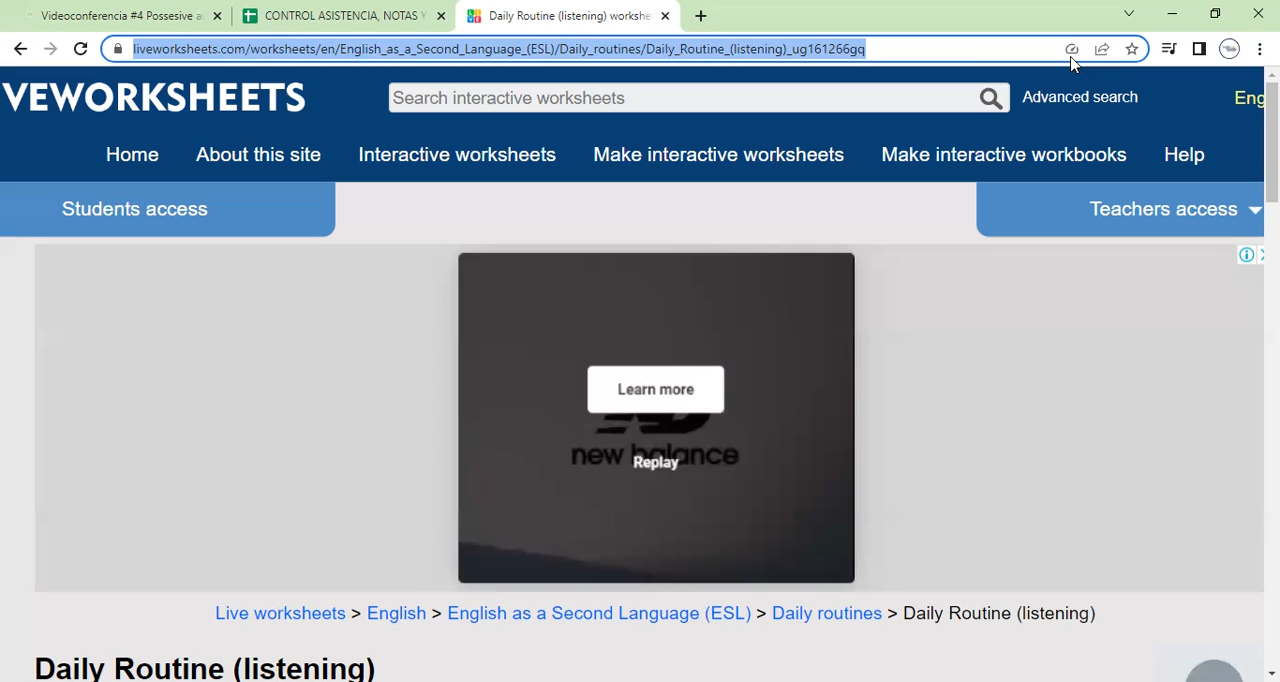 Videoconferencia #4 Possesive a
CONTROL ASISTENCIA, NOTAS Y
Daily Routine (listening) workshe
liveworksheets.com/worksheets/en/English_as_a_Second_Language_(ESL)/Daily_routines/Daily_Routine_(listening)_ug161266gq
VEWORKSHEETS
Search interactive worksheets
Advanced search
Eng
Home
About this site
Interactive worksheets
Make interactive worksheets
Make interactive workbooks
Help
Students access
Teachers access
Learn more
new balance
Replay
Live worksheets > English > English as a Second Language (ESL) > Daily routines > Daily Routine (listening)
Daily Routine (listening)